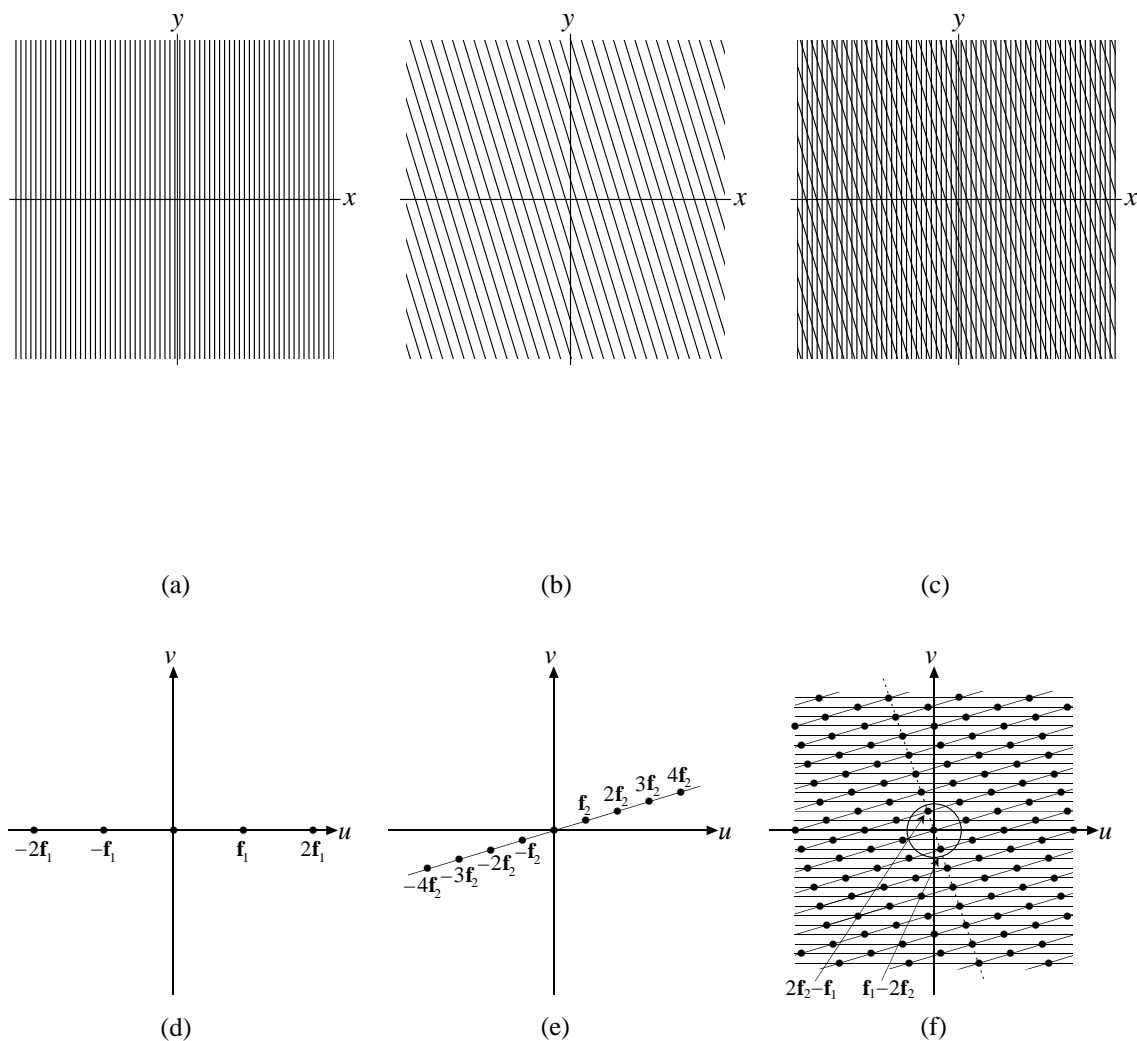 y y y
x x x
(a) (b) (c)
v v v
4f₂
3f₂
2f₂
f₂
u u u
−2f₁ −f₁ f₁ 2f₁
−f₂
−2f₂
−3f₂
−4f₂
2f₂−f₁ f₁−2f₂
(d) (e) (f)